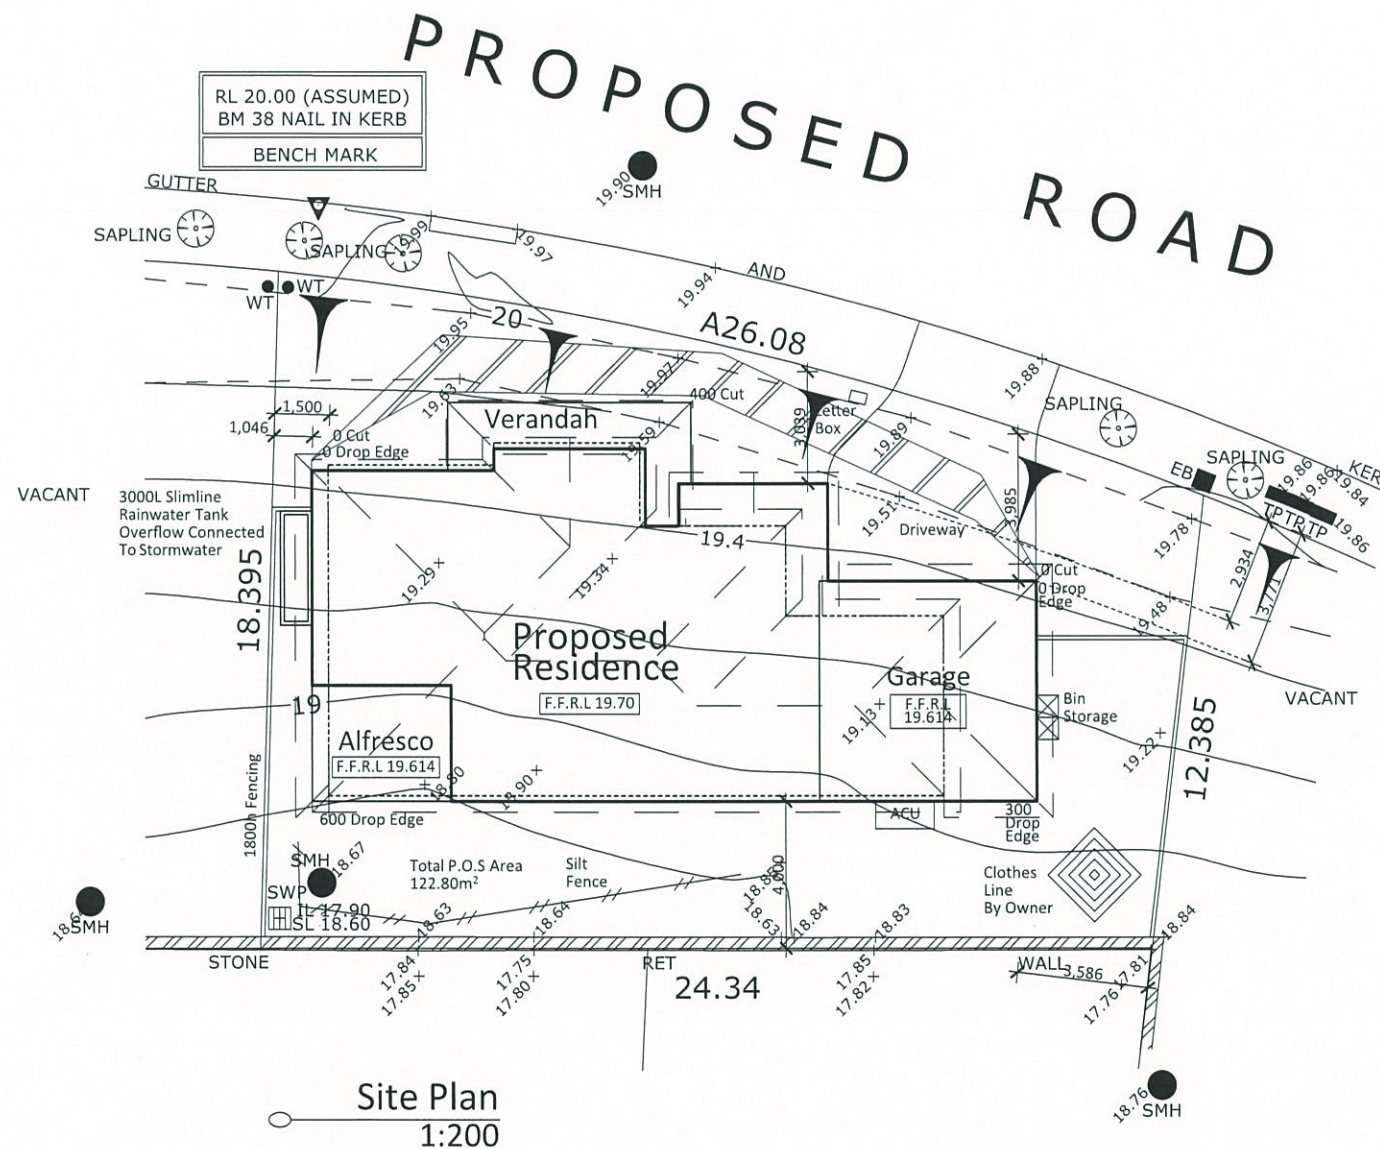 PROPOSED ROAD
RL 20.00 (ASSUMED)
BM 38 NAIL IN KERB
BENCH MARK
19.90
SMH
GUTTER
SAPLING
SAPLING
19.99
19.97
WT
WT
19.94
AND
20
A26.08
19.95
19.97
19.88
SAPLING
19.63
400 Cut
Letter
Box
3,089
19.89
1,500
1,046
0 Cut
0 Drop Edge
Verandah
19.59
EB
SAPLING
19.86
19.86
19.84
KER
19.86
TP
TP
TP
VACANT
3000L Slimline
Rainwater Tank
Overflow Connected
To Stormwater
18.395
19.4
19.51
Driveway
3,985
19.78
2,934
3,771
0 Cut
0 Drop
Edge
19.48
19.29
19.34
Proposed
Residence
F.F.R.L 19.70
Garage
F.F.R.L
19.614
19.13
Bin
Storage
VACANT
19
Alfresco
F.F.R.L 19.614
18.80
18.90
19.22
12.385
1800h Fencing
600 Drop Edge
ACU
300
Drop
Edge
SMH
18.67
Total P.O.S Area
122.80m²
Silt
Fence
4,000
Clothes
Line
By Owner
SWP
IL 17.90
SL 18.60
SMH
18.63
18.64
18.63
18.84
18.83
18.84
STONE
RET
WALL
17.84
17.85
17.75
17.80
24.34
17.85
17.82
3,586
17.81
17.76
Site Plan
1:200
18.76
SMH